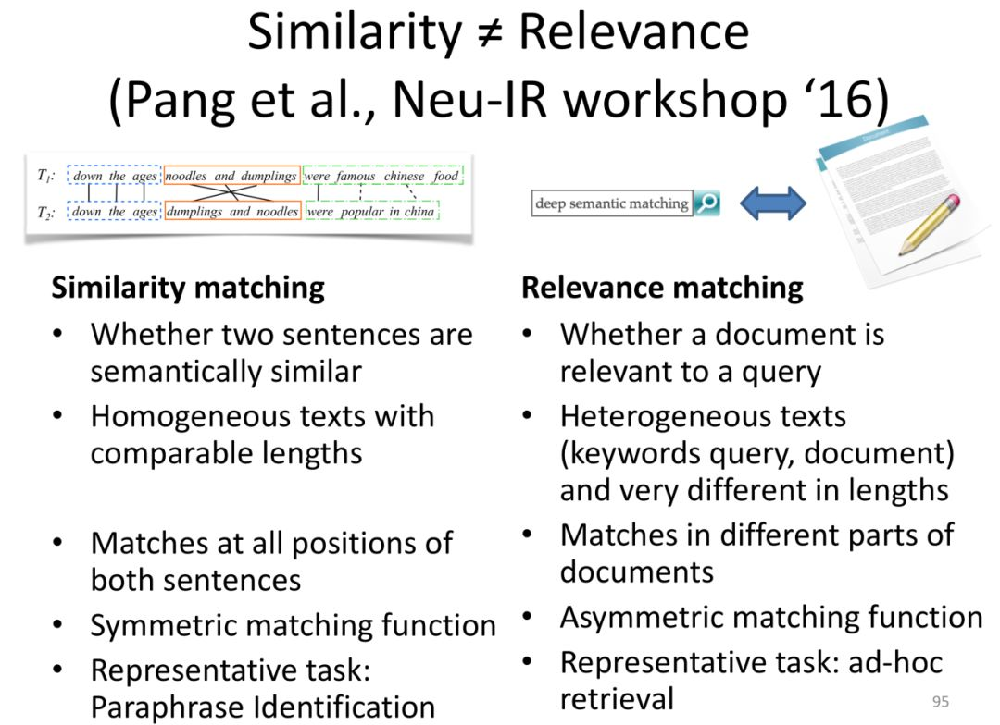 Similarity ≠ Relevance
(Pang et al., Neu-IR workshop ‘16)
T1: down the ages noodles and dumplings were famous chinese food
T2: down the ages dumplings and noodles were popular in china
deep semantic matching
Document
Similarity matching
• Whether two sentences are
semantically similar
• Homogeneous texts with
comparable lengths
• Matches at all positions of
both sentences
• Symmetric matching function
• Representative task:
Paraphrase Identification
Relevance matching
• Whether a document is
relevant to a query
• Heterogeneous texts
(keywords query, document)
and very different in lengths
• Matches in different parts of
documents
• Asymmetric matching function
• Representative task: ad-hoc
retrieval
95